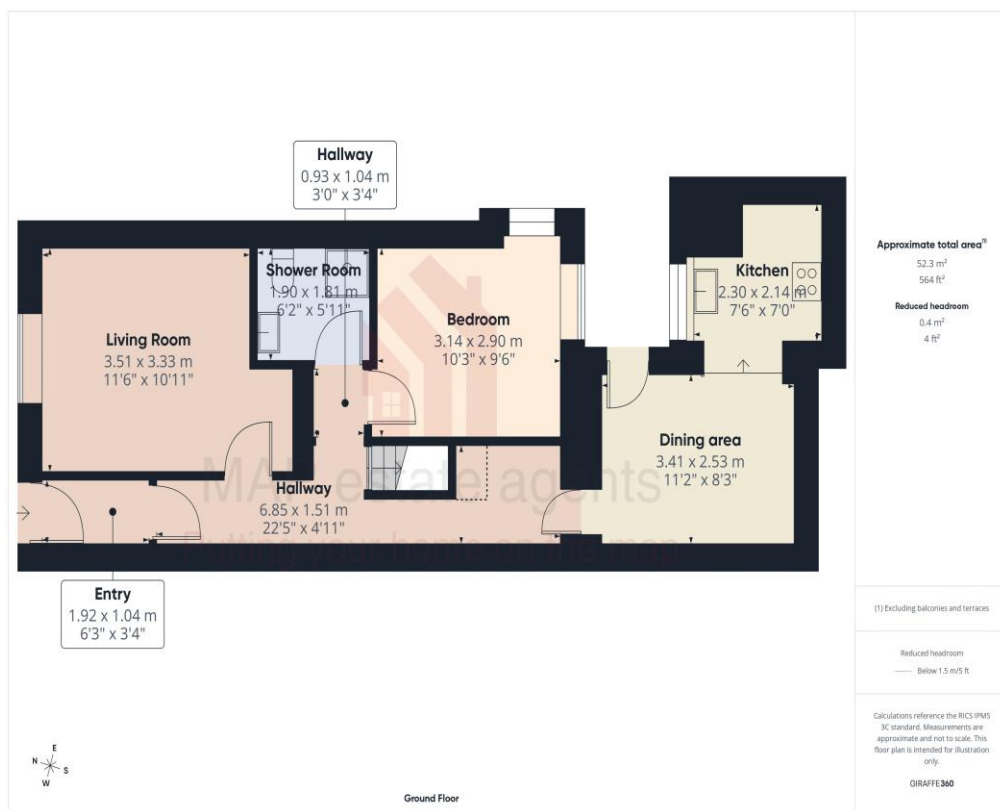 Hallway
0.93 x 1.04 m
3'0" x 3'4"
Shower Room
1.90 x 1.81 m
6'2" x 5'11"
Living Room
3.51 x 3.33 m
11'6" x 10'11"
Bedroom
3.14 x 2.90 m
10'3" x 9'6"
Kitchen
2.30 x 2.14 m
7'6" x 7'0"
Dining area
3.41 x 2.53 m
11'2" x 8'3"
MAP estate agents
Putting your home on the map
Hallway
6.85 x 1.51 m
22'5" x 4'11"
Entry
1.92 x 1.04 m
6'3" x 3'4"
E
N
S
W
Ground Floor
Approximate total area(1)
52.3 m²
564 ft²
Reduced headroom
0.4 m²
4 ft²
(1) Excluding balconies and terraces
Reduced headroom
Below 1.5 m/5 ft
Calculations reference the RICS IPMS
3C standard. Measurements are
approximate and not to scale. This
floor plan is intended for illustration
only.
GIRAFFE360